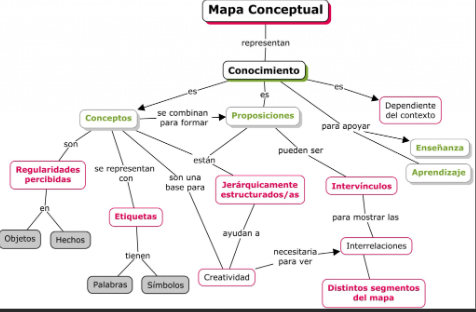 Mapa Conceptual
representan
Conocimiento
es
es
es
Conceptos
se combinan
para formar
Proposiciones
Dependiente
del contexto
para apoyar
Enseñanza
Aprendizaje
son
se representan
con
son una
base para
están
pueden ser
Regularidades
percibidas
Jerárquicamente
estructurados/as
Intervínculos
en
Etiquetas
para mostrar las
Objetos
Hechos
ayudan a
tienen
necesitaria
para ver
Interrelaciones
Palabras
Símbolos
Creatividad
Distintos segmentos
del mapa